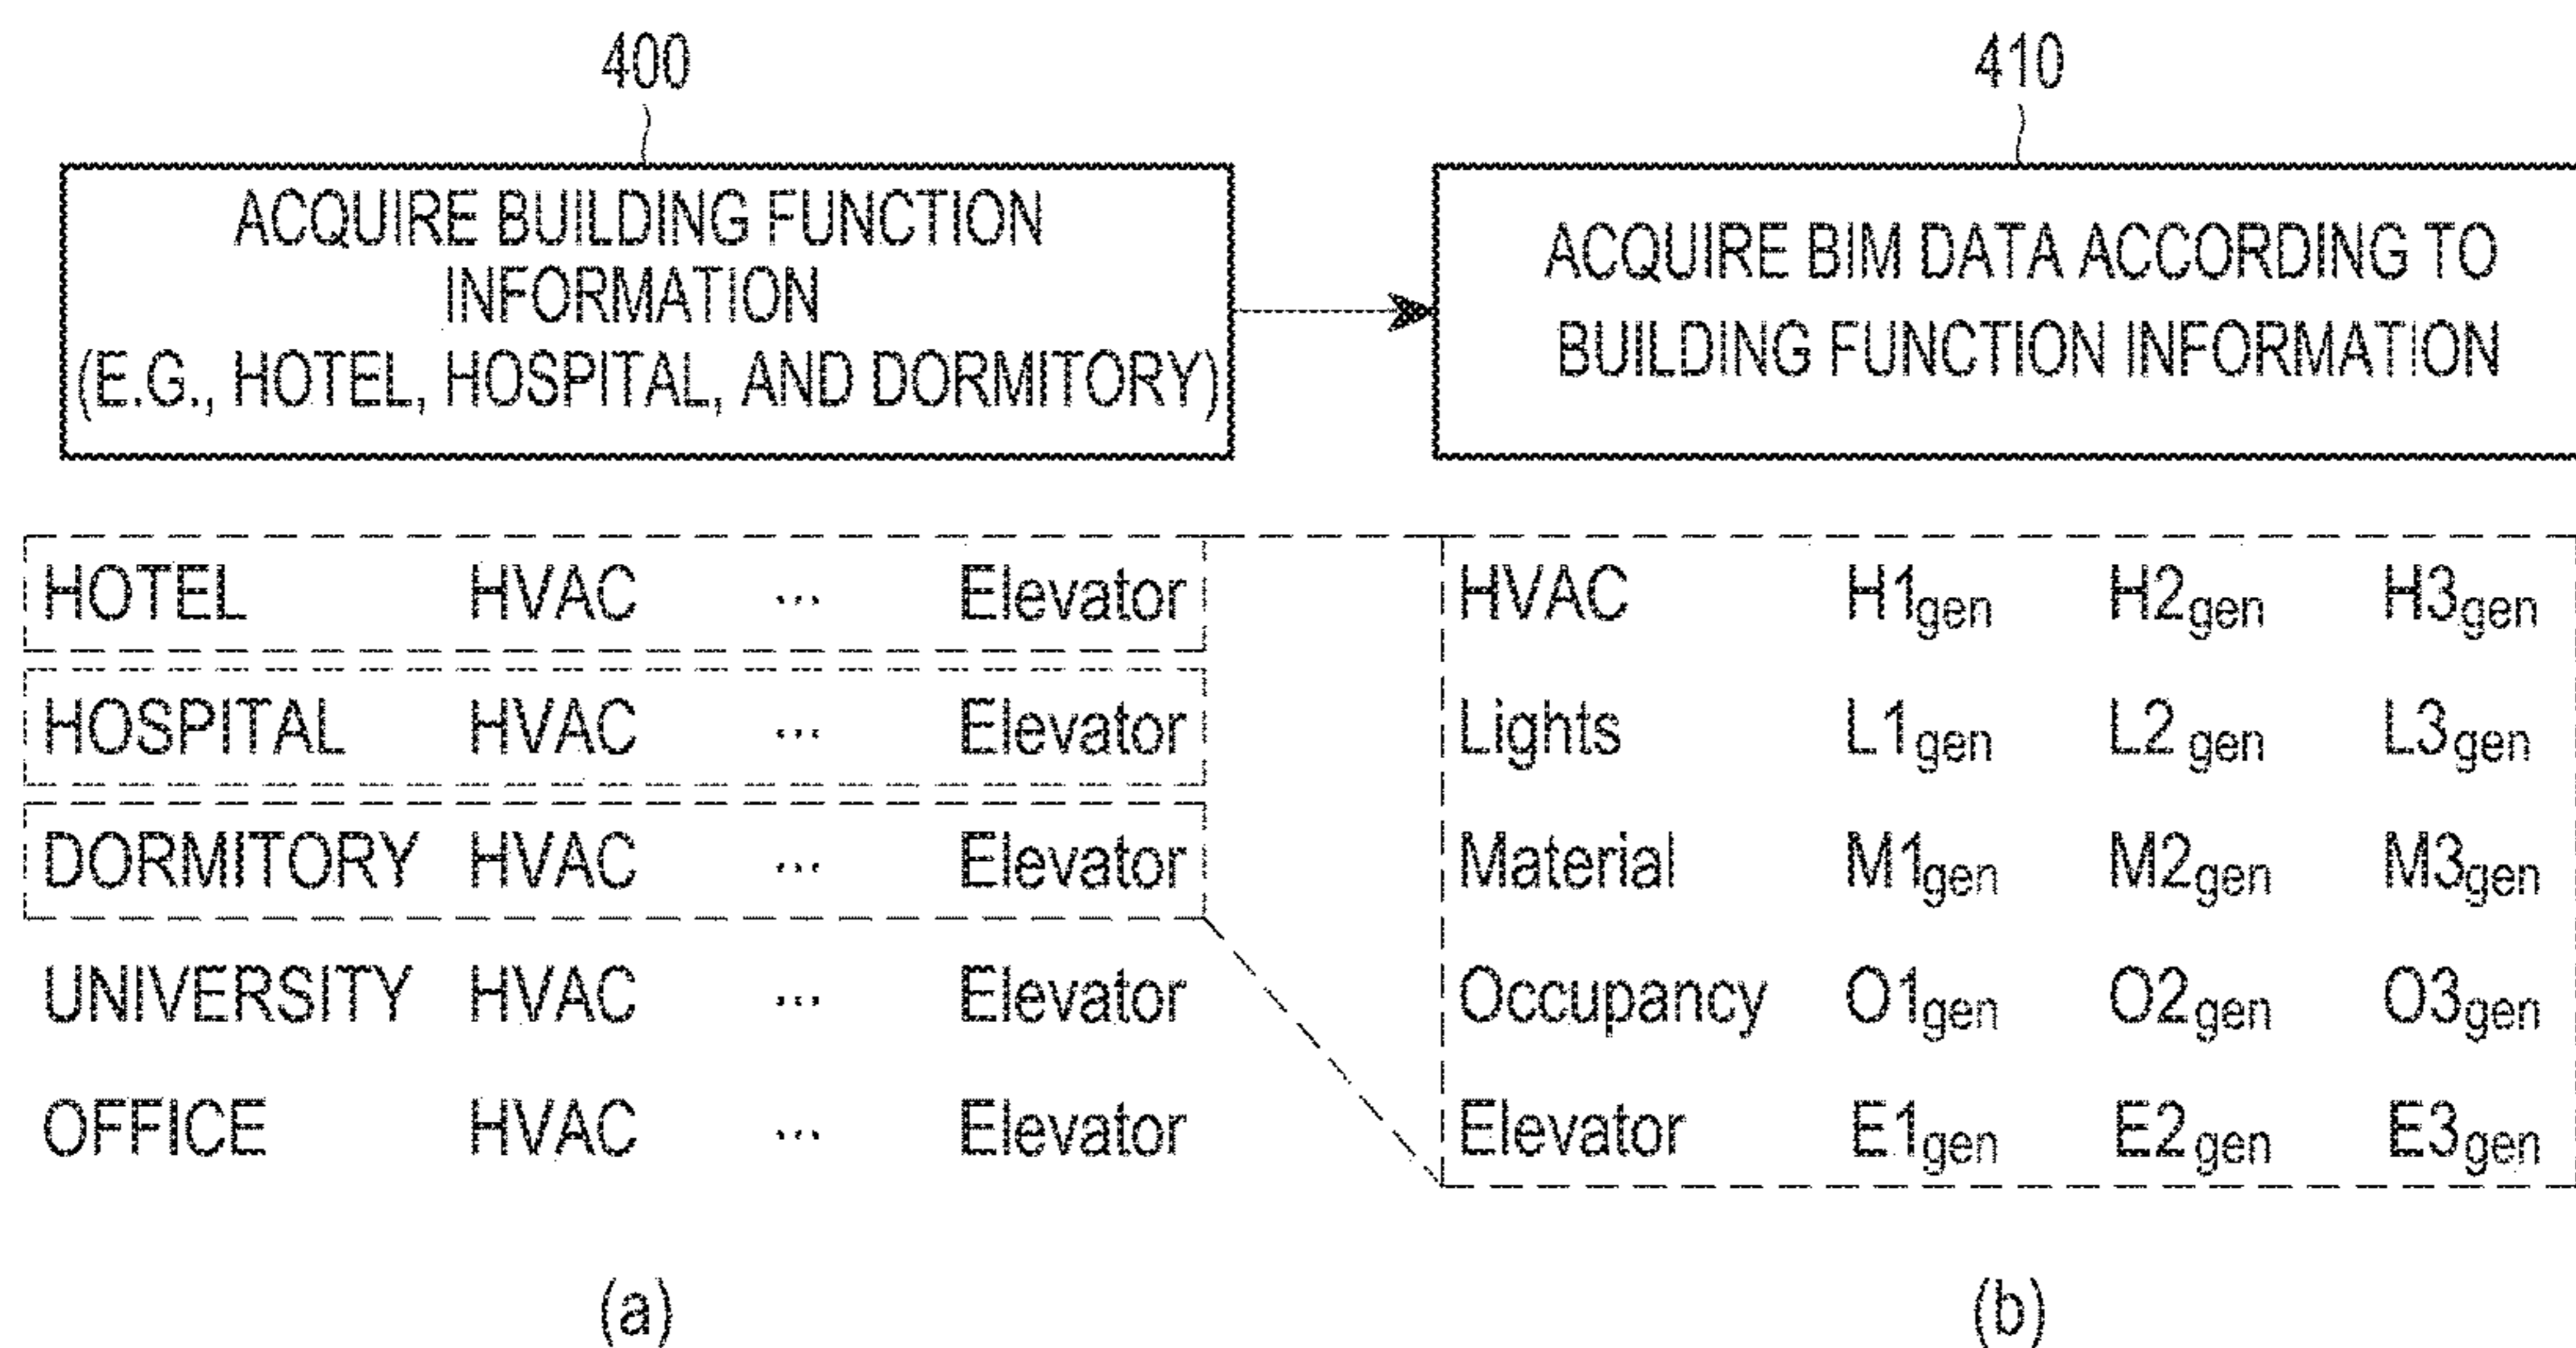 400
410
ACQUIRE BUILDING FUNCTION
INFORMATION
(E.G., HOTEL, HOSPITAL, AND DORMITORY)
ACQUIRE BIM DATA ACCORDING TO
BUILDING FUNCTION INFORMATION
HOTEL HVAC ... Elevator
HOSPITAL HVAC ... Elevator
DORMITORY HVAC ... Elevator
UNIVERSITY HVAC ... Elevator
OFFICE HVAC ... Elevator
(a)
HVAC H1gen H2gen H3gen
Lights L1gen L2gen L3gen
Material M1gen M2gen M3gen
Occupancy O1gen O2gen O3gen
Elevator E1gen E2gen E3gen
(b)